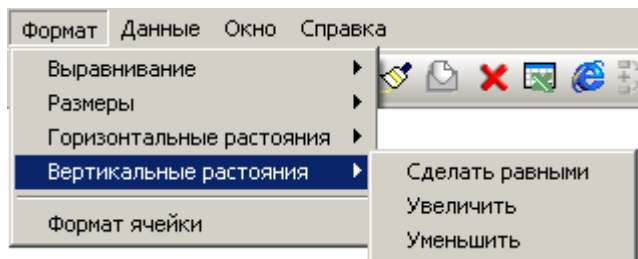 Формат Данные Окно Справка
Выравнивание
Размеры
Горизонтальные растояния
Вертикальные растояния
Сделать равными
Увеличить
Уменьшить
Формат ячейки